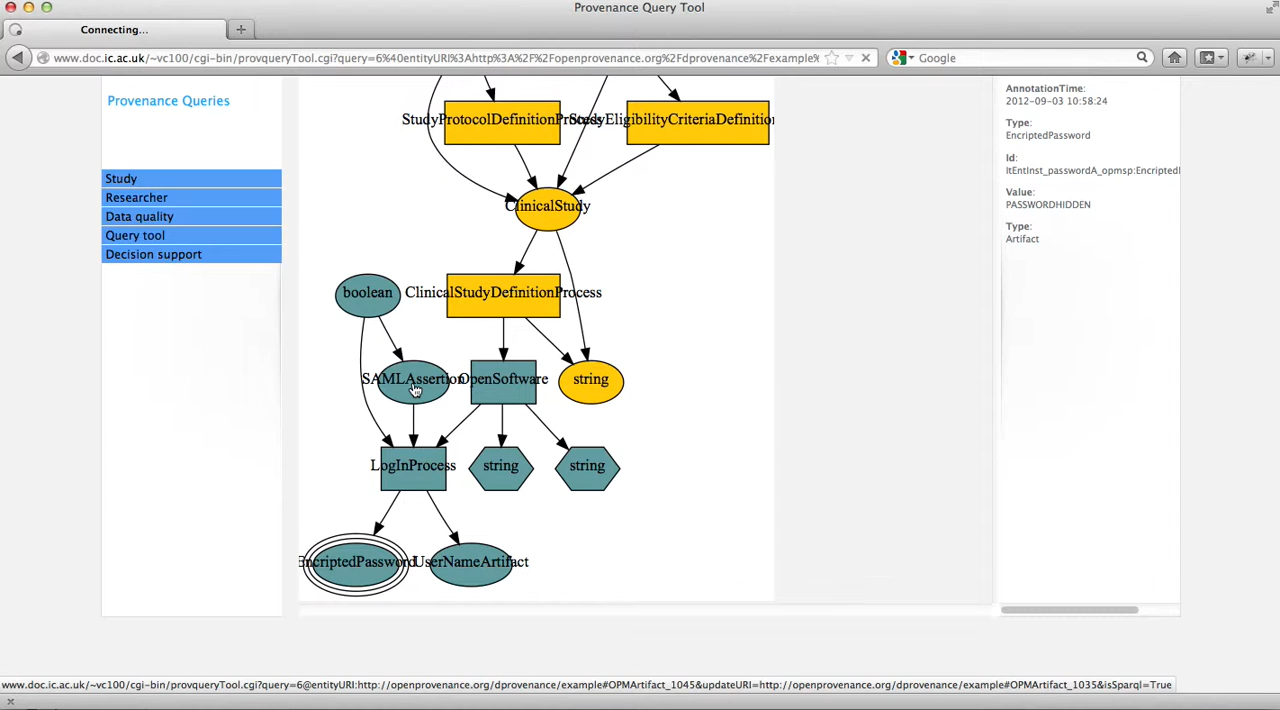 Provenance Query Tool
Connecting...
www.doc.ic.ac.uk/~vc100/cgi-bin/provqueryTool.cgi?query=6%40entityURI%3Ahttp%3A%2F%2Fopenprovenance.org%2Fdprovenance%2Fexample%
Google
Provenance Queries
Study
Researcher
Data quality
Query tool
Decision support
StudyProtocolDefinitionProcess
StudyEligibilityCriteriaDefinition
ClinicalStudy
boolean
ClinicalStudyDefinitionProcess
SAMLAssertion
OpenSoftware
string
LogInProcess
string
string
EncriptedPassword
UserNameArtifact
AnnotationTime:
2012-09-03 10:58:24
Type:
EncriptedPassword
Id:
ltEntInst_passwordA_opmsp:EncriptedI
Value:
PASSWORDHIDDEN
Type:
Artifact
www.doc.ic.ac.uk/~vc100/cgi-bin/provqueryTool.cgi?query=6@entityURI:http://openprovenance.org/dprovenance/example#OPMArtifact_1045&updateURI=http://openprovenance.org/dprovenance/example#OPMArtifact_1035&isSparql=True